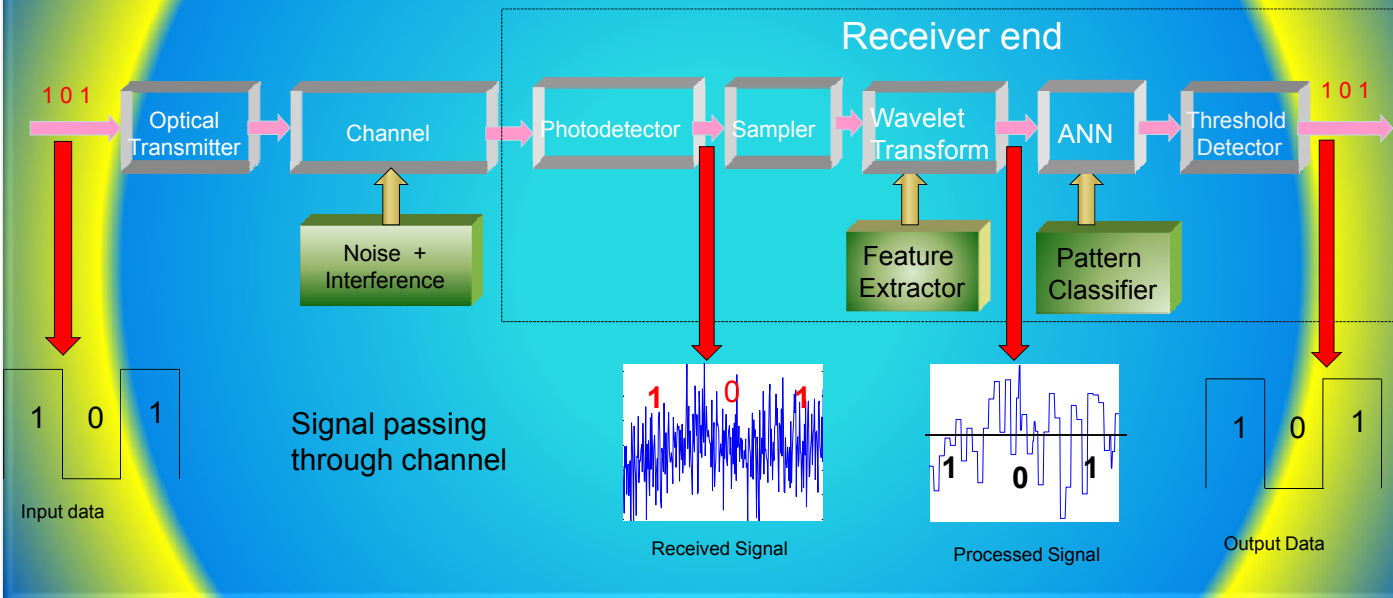 Receiver end
1 0 1
Optical
Transmitter
Channel
Photodetector
Sampler
Wavelet
Transform
ANN
Threshold
Detector
1 0 1
Noise +
Interference
Feature
Extractor
Pattern
Classifier
1 0 1
Input data
Signal passing
through channel
1 0 1
Received Signal
1 0 1
Processed Signal
1 0 1
Output Data